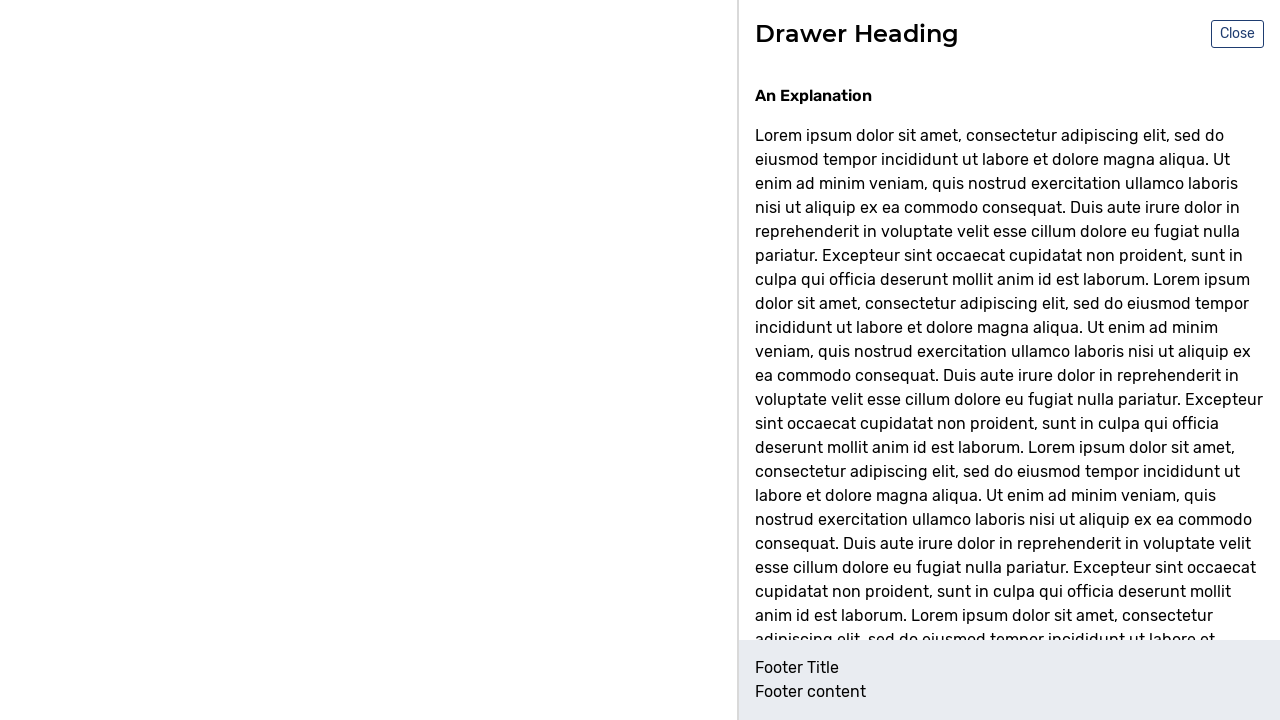 Drawer Heading
Close
An Explanation
Lorem ipsum dolor sit amet, consectetur adipiscing elit, sed do
eiusmod tempor incididunt ut labore et dolore magna aliqua. Ut
enim ad minim veniam, quis nostrud exercitation ullamco laboris
nisi ut aliquip ex ea commodo consequat. Duis aute irure dolor in
reprehenderit in voluptate velit esse cillum dolore eu fugiat nulla
pariatur. Excepteur sint occaecat cupidatat non proident, sunt in
culpa qui officia deserunt mollit anim id est laborum. Lorem ipsum
dolor sit amet, consectetur adipiscing elit, sed do eiusmod tempor
incididunt ut labore et dolore magna aliqua. Ut enim ad minim
veniam, quis nostrud exercitation ullamco laboris nisi ut aliquip ex
ea commodo consequat. Duis aute irure dolor in reprehenderit in
voluptate velit esse cillum dolore eu fugiat nulla pariatur. Excepteur
sint occaecat cupidatat non proident, sunt in culpa qui officia
deserunt mollit anim id est laborum. Lorem ipsum dolor sit amet,
consectetur adipiscing elit, sed do eiusmod tempor incididunt ut
labore et dolore magna aliqua. Ut enim ad minim veniam, quis
nostrud exercitation ullamco laboris nisi ut aliquip ex ea commodo
consequat. Duis aute irure dolor in reprehenderit in voluptate velit
esse cillum dolore eu fugiat nulla pariatur. Excepteur sint occaecat
cupidatat non proident, sunt in culpa qui officia deserunt mollit
anim id est laborum. Lorem ipsum dolor sit amet, consectetur
adipiscing elit, sed do eiusmod tempor incididunt ut labore et
Footer Title
Footer content